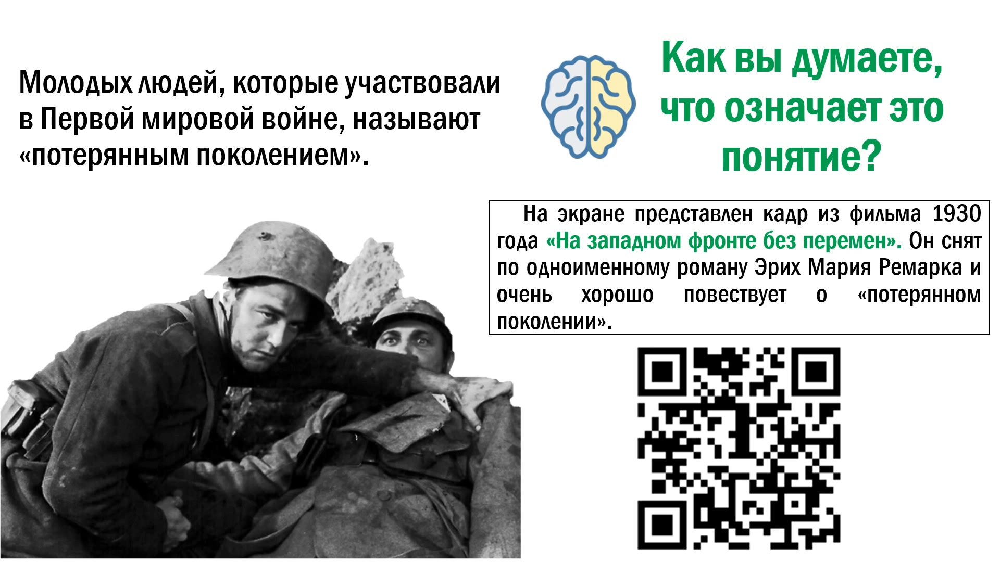 Молодых людей, которые участвовали
в Первой мировой войне, называют
«потерянным поколением».
Как вы думаете,
что означает это
понятие?
На экране представлен кадр из фильма 1930
года «На западном фронте без перемен». Он снят
по одноименному роману Эрих Мария Ремарка и
очень хорошо повествует о «потерянном
поколении».